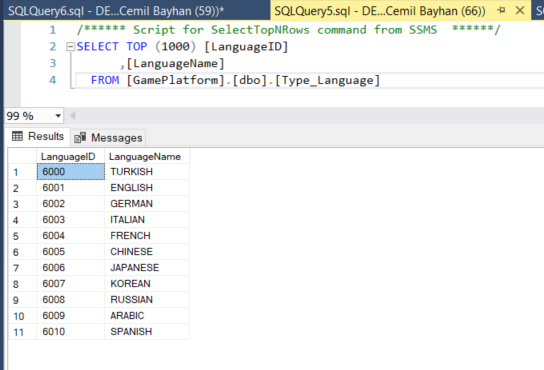 SQLQuery6.sql - DE...Cemil Bayhan (59))* SQLQuery5.sql - DE...Cemil Bayhan (66)) SC
1 /****** Script for SelectTopNRows command from SSMS ******/
2 SELECT TOP (1000) [LanguageID]
3 ,[LanguageName]
4 FROM [GamePlatform].[dbo].[Type_Language]
99 %
Results Messages
LanguageID LanguageName
1 6000 TURKISH
2 6001 ENGLISH
3 6002 GERMAN
4 6003 ITALIAN
5 6004 FRENCH
6 6005 CHINESE
7 6006 JAPANESE
8 6007 KOREAN
9 6008 RUSSIAN
10 6009 ARABIC
11 6010 SPANISH